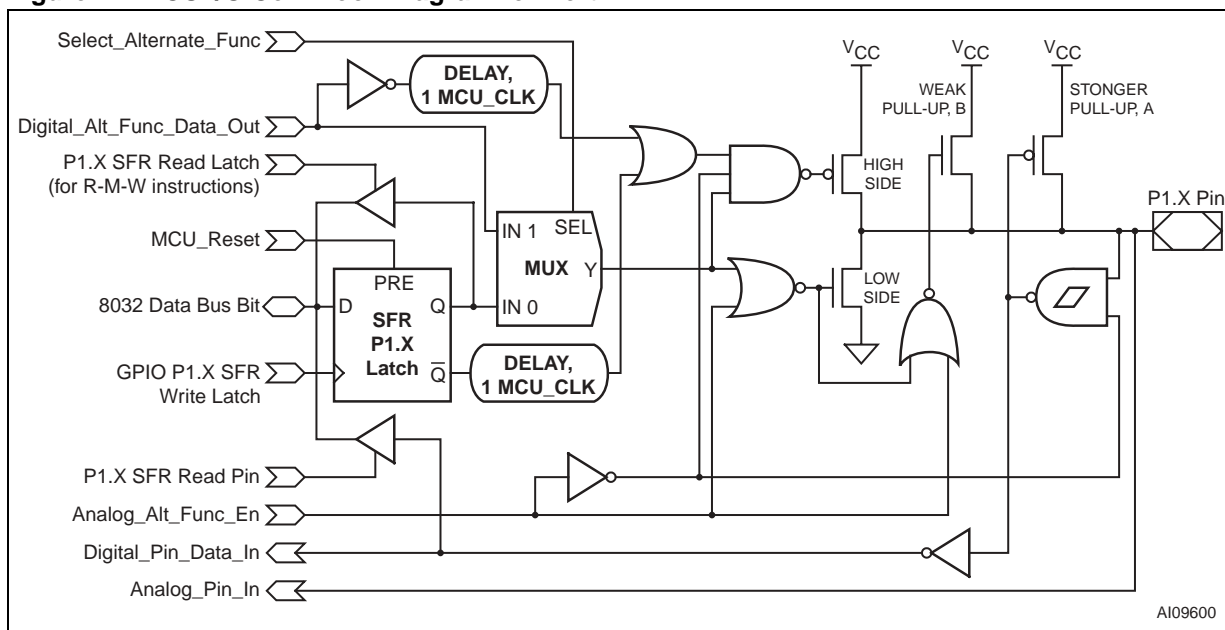 Select_Alternate_Func
DELAY,
1 MCU_CLK
Digital_Alt_Func_Data_Out
P1.X SFR Read Latch
(for R-M-W instructions)
MCU_Reset
8032 Data Bus Bit
GPIO P1.X SFR
Write Latch
P1.X SFR Read Pin
Analog_Alt_Func_En
Digital_Pin_Data_In
Analog_Pin_In
PRE
D
Q
SFR
P1.X
Latch
Q
DELAY,
1 MCU_CLK
IN 1
SEL
MUX
Y
IN 0
VCC
VCC
VCC
WEAK
PULL-UP, B
STONGER
PULL-UP, A
HIGH
SIDE
LOW
SIDE
P1.X Pin
AI09600